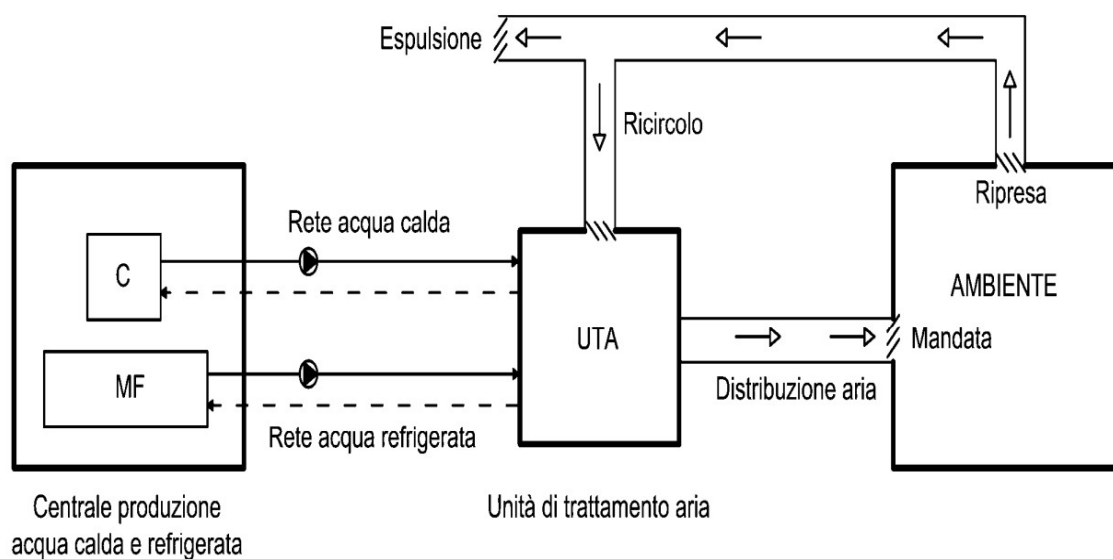 Espulsione
Ricircolo
Ripresa
Rete acqua calda
C
AMBIENTE
UTA
Mandata
MF
Distribuzione aria
Rete acqua refrigerata
Centrale produzione
acqua calda e refrigerata
Unità di trattamento aria